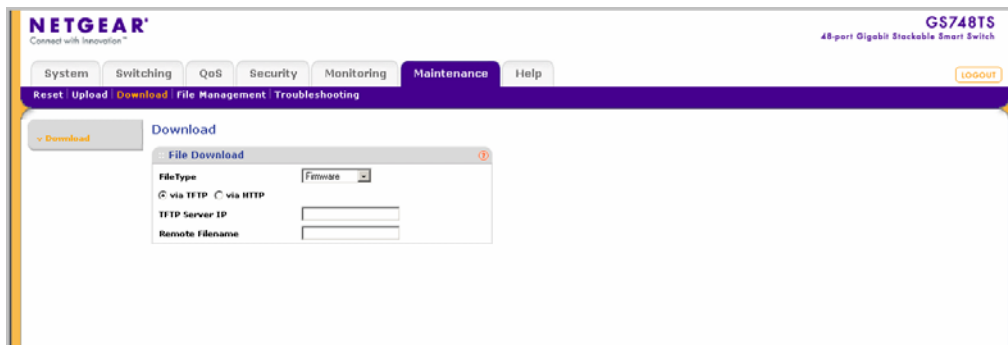 NETGEAR®
Connect with Innovation™
GS748TS
48-port Gigabit Stackable Smart Switch
System Switching QoS Security Monitoring Maintenance Help
LOGOUT
Reset Upload Download File Management Troubleshooting
Download
Download
File Download
FileType Firmware
via TFTP via HTTP
TFTP Server IP
Remote Filename